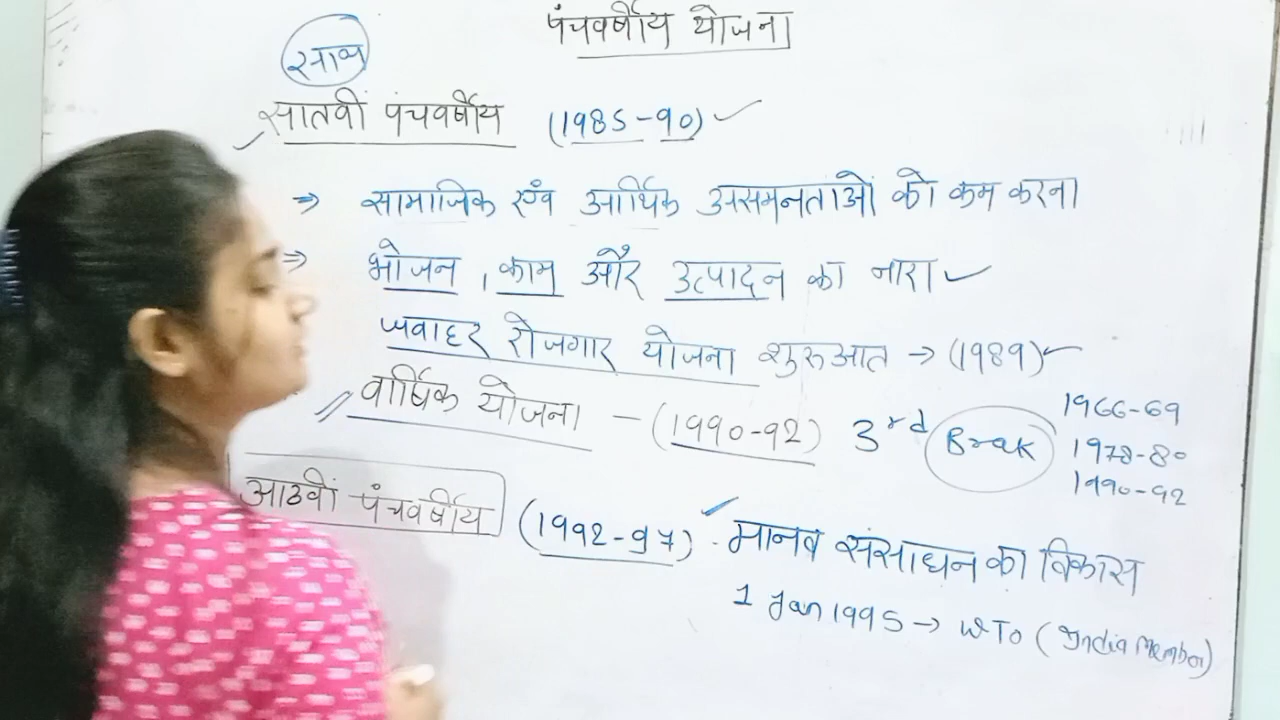 पंचवर्षीय योजना
सातवीं पंचवर्षीय (1985-90)
⇒ सामाजिक एवं आर्थिक असमनताओं को कम करना
⇒ भोजन, काम और उत्पादन का नारा
जवाहर रोजगार योजना शुरुआत → (1989)
वार्षिक योजना - (1990-92) 3rd Brak
1966-69
1978-80
1990-92
आठवीं पंचवर्षीय (1992-97) . मानव संसाधन का विकास
1 Jan 1995 → WTO (India Member)